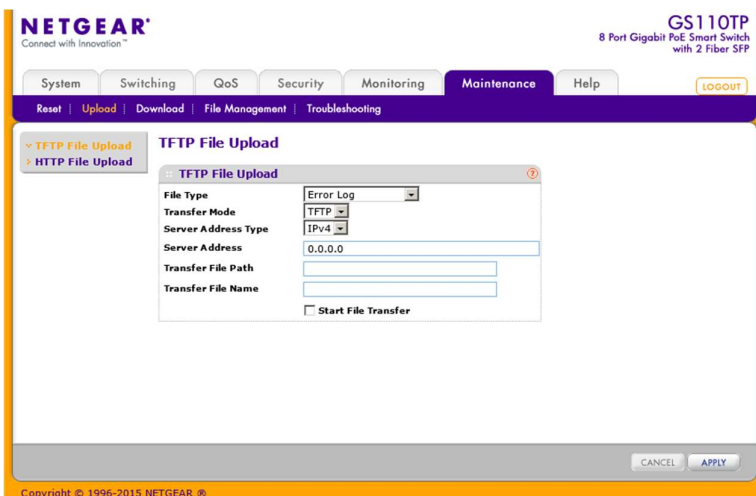 NETGEAR®
Connect with Innovation™
GS110TP
8 Port Gigabit PoE Smart Switch
with 2 Fiber SFP
System Switching QoS Security Monitoring Maintenance Help LOGOUT
Reset | Upload | Download | File Management | Troubleshooting
TFTP File Upload
HTTP File Upload
TFTP File Upload
TFTP File Upload ?
File Type Error Log
Transfer Mode TFTP
Server Address Type IPv4
Server Address 0.0.0.0
Transfer File Path
Transfer File Name
Start File Transfer
CANCEL APPLY
Copyright © 1996-2015 NETGEAR ®